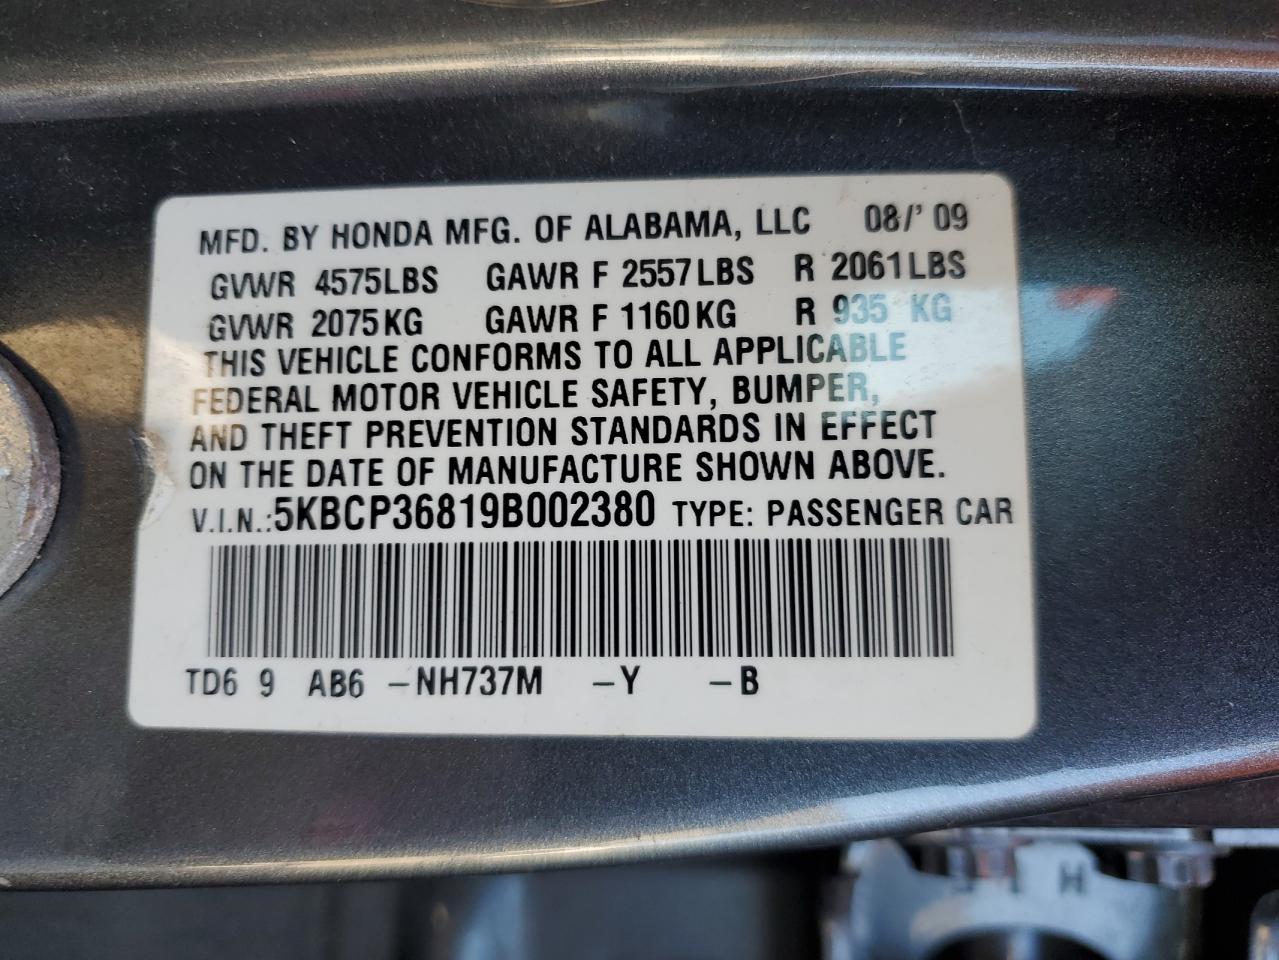 MFD. BY HONDA MFG. OF ALABAMA, LLC 08/' 09
GVWR 4575LBS GAWR F 2557LBS R 2061LBS
GVWR 2075KG GAWR F 1160KG R 935 KG
THIS VEHICLE CONFORMS TO ALL APPLICABLE
FEDERAL MOTOR VEHICLE SAFETY, BUMPER,
AND THEFT PREVENTION STANDARDS IN EFFECT
ON THE DATE OF MANUFACTURE SHOWN ABOVE.
V.I.N.:5KBCP36819B002380 TYPE: PASSENGER CAR
TD6 9 AB6 -NH737M -Y -B